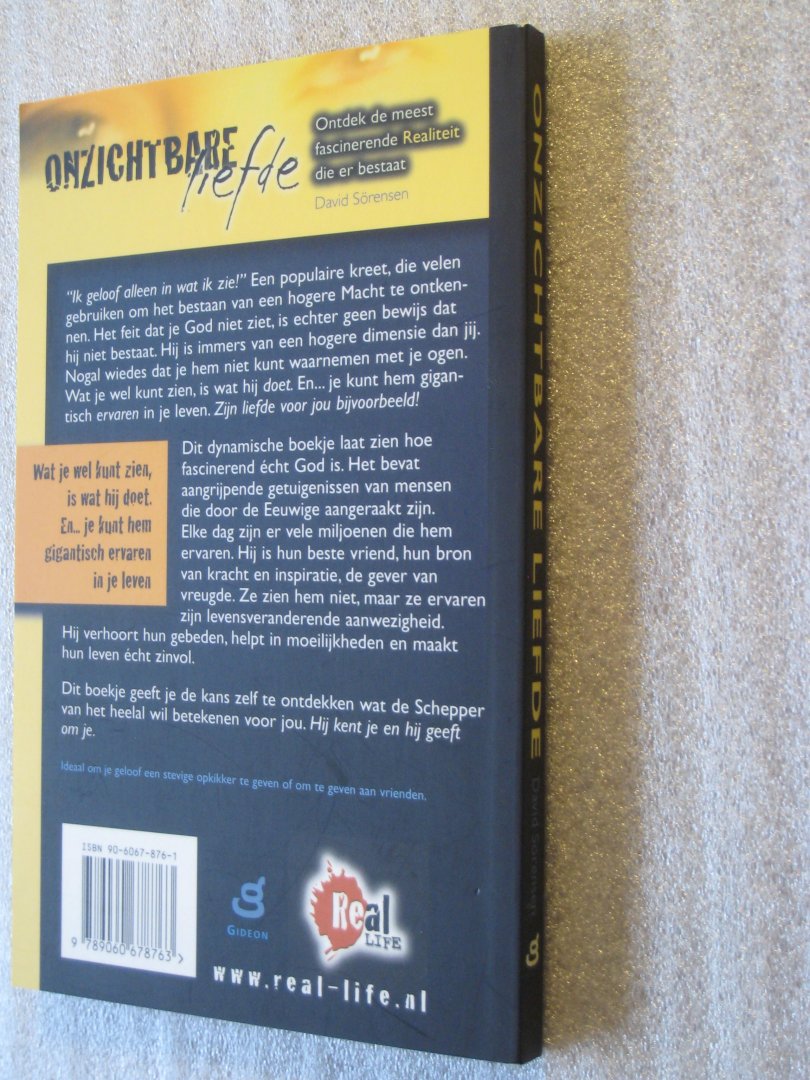 ONZICHTBARE
liefde
Ontdek de meest
fascinerende Realiteit
die er bestaat
David Sörensen
“Ik geloof alleen in wat ik zie!” Een populaire kreet, die velen
gebruiken om het bestaan van een hogere Macht te ontken-
nen. Het feit dat je God niet ziet, is echter geen bewijs dat
hij niet bestaat. Hij is immers van een hogere dimensie dan jij.
Nogal wiedes dat je hem niet kunt waarnemen met je ogen.
Wat je wel kunt zien, is wat hij doet. En... je kunt hem gigan-
tisch ervaren in je leven. Zijn liefde voor jou bijvoorbeeld!
Wat je wel kunt zien,
is wat hij doet.
En... je kunt hem
gigantisch ervaren
in je leven
Dit dynamische boekje laat zien hoe
fascinerend écht God is. Het bevat
aangrijpende getuigenissen van mensen
die door de Eeuwige aangeraakt zijn.
Elke dag zijn er vele miljoenen die hem
ervaren. Hij is hun beste vriend, hun bron
van kracht en inspiratie, de gever van
vreugde. Ze zien hem niet, maar ze ervaren
zijn levensveranderende aanwezigheid.
Hij verhoort hun gebeden, helpt in moeilijkheden en maakt
hun leven écht zinvol.
Dit boekje geeft je de kans zelf te ontdekken wat de Schepper
van het heelal wil betekenen voor jou. Hij kent je en hij geeft
om je.
Ideaal om je geloof een stevige opkikker te geven of om te geven aan vrienden.
ISBN 90-6067-876-1
9 789060 678763 >
GIDEON
Real
LIFE
www.real-life.nl
ONZICHTBARE LIEFDE David Sörensen